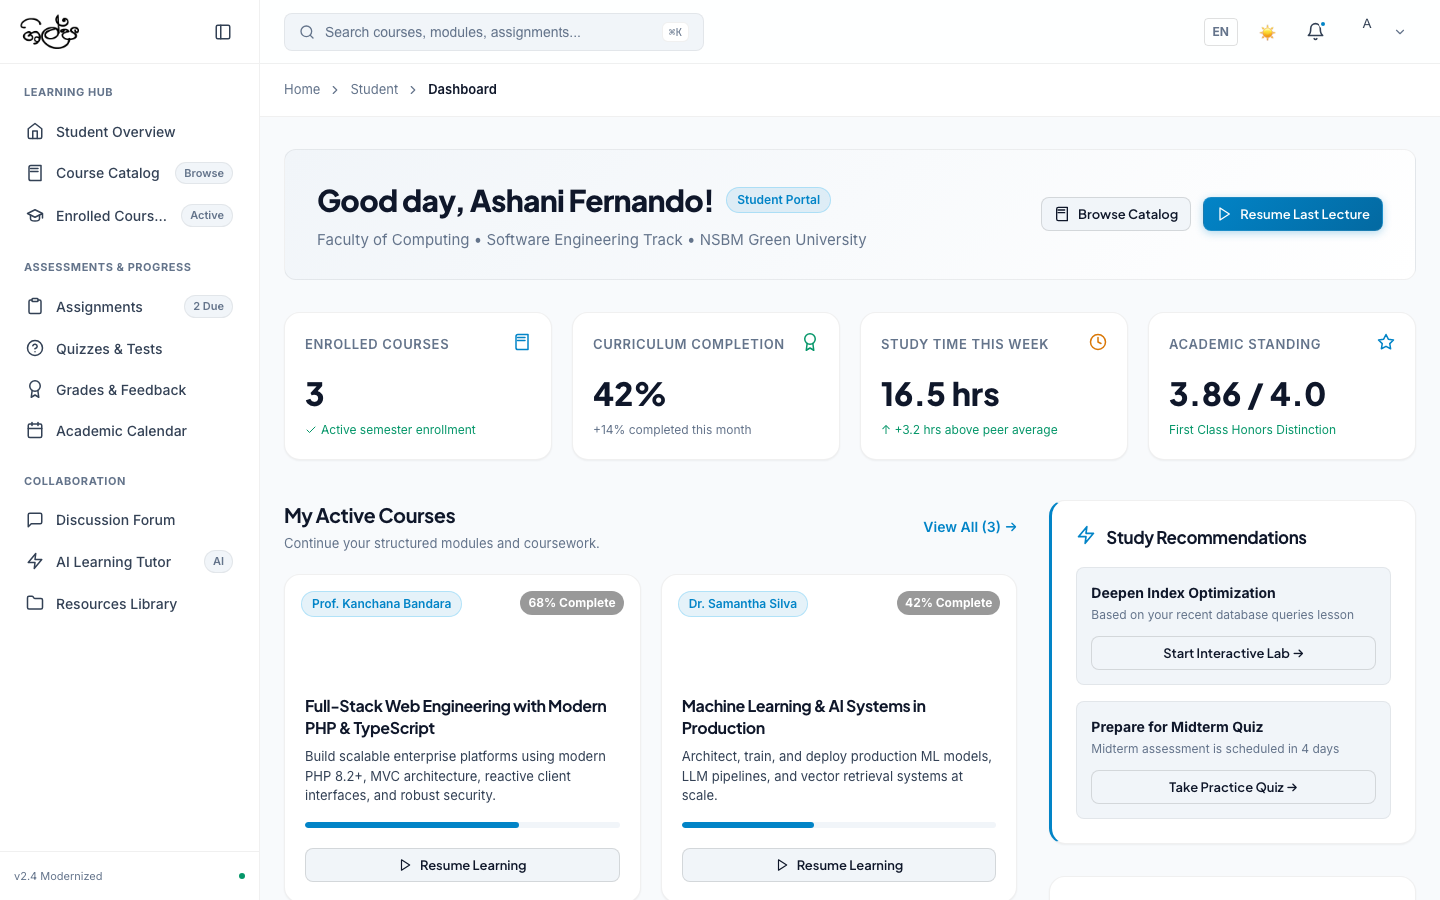 Search courses, modules, assignments...
⌘K
EN
A
LEARNING HUB
Student Overview
Course Catalog
Browse
Enrolled Cours...
Active
ASSESSMENTS & PROGRESS
Assignments
2 Due
Quizzes & Tests
Grades & Feedback
Academic Calendar
COLLABORATION
Discussion Forum
AI Learning Tutor
AI
Resources Library
v2.4 Modernized
Home > Student > Dashboard
Good day, Ashani Fernando!
Student Portal
Faculty of Computing • Software Engineering Track • NSBM Green University
Browse Catalog
Resume Last Lecture
ENROLLED COURSES
3
✓ Active semester enrollment
CURRICULUM COMPLETION
42%
+14% completed this month
STUDY TIME THIS WEEK
16.5 hrs
↑ +3.2 hrs above peer average
ACADEMIC STANDING
3.86 / 4.0
First Class Honors Distinction
My Active Courses
Continue your structured modules and coursework.
View All (3) →
Prof. Kanchana Bandara
68% Complete
Full-Stack Web Engineering with Modern
PHP & TypeScript
Build scalable enterprise platforms using modern
PHP 8.2+, MVC architecture, reactive client
interfaces, and robust security.
Resume Learning
Dr. Samantha Silva
42% Complete
Machine Learning & AI Systems in
Production
Architect, train, and deploy production ML models,
LLM pipelines, and vector retrieval systems at
scale.
Resume Learning
Study Recommendations
Deepen Index Optimization
Based on your recent database queries lesson
Start Interactive Lab →
Prepare for Midterm Quiz
Midterm assessment is scheduled in 4 days
Take Practice Quiz →